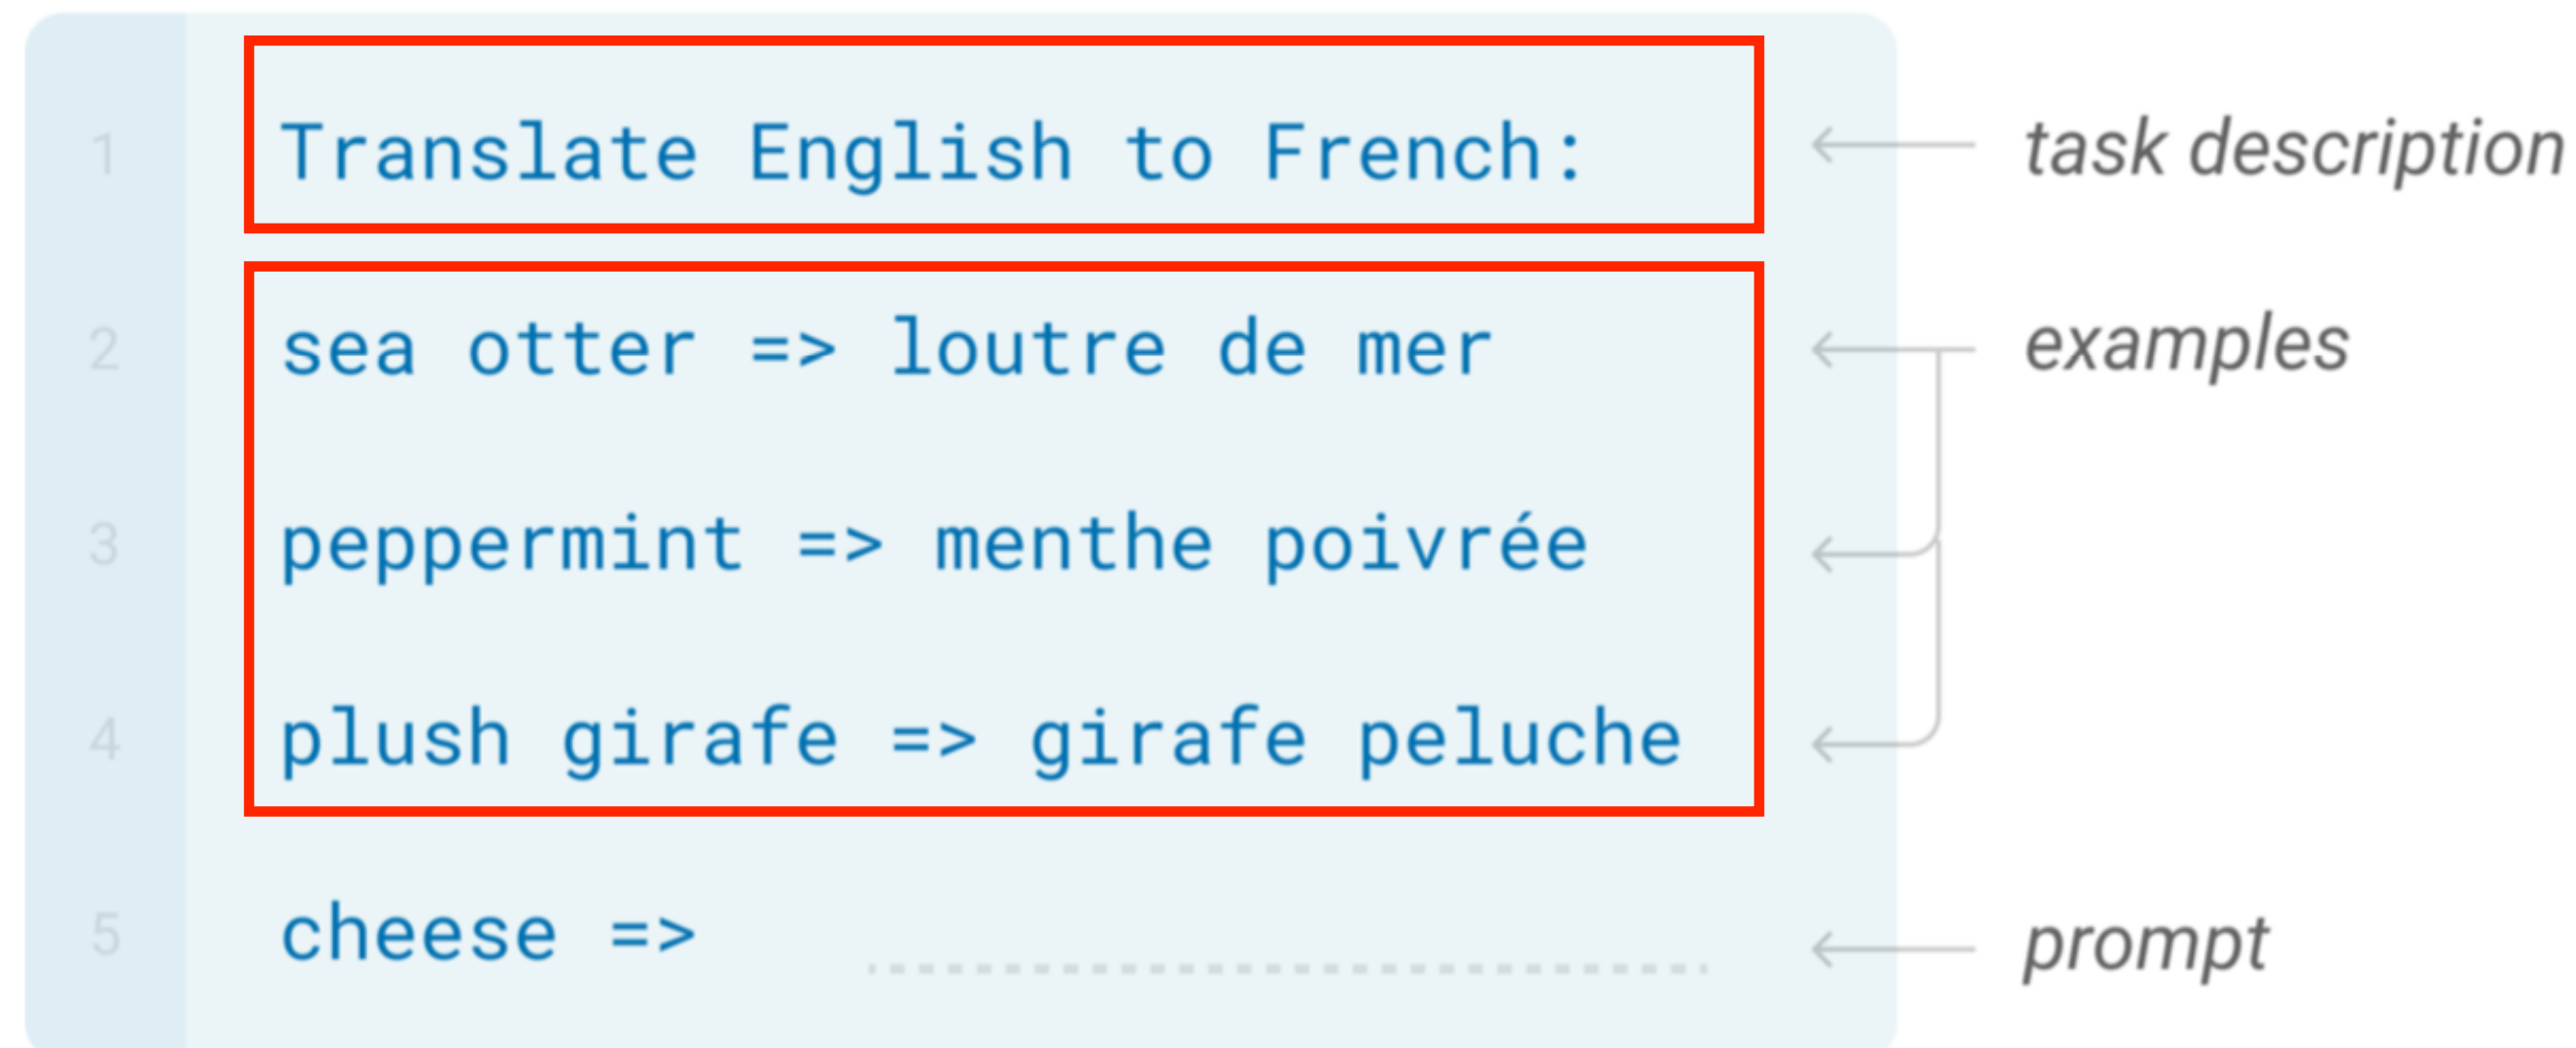 1 Translate English to French: task description
2 sea otter => loutre de mer examples
3 peppermint => menthe poivrée
4 plush girafe => girafe peluche
5 cheese => prompt